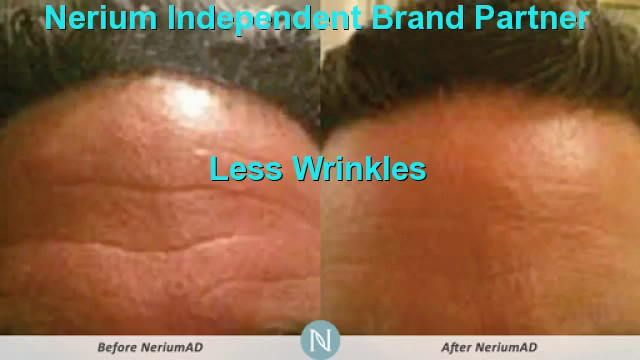 Nerium Independent Brand Partner
Less Wrinkles
Before NeriumAD
N
After NeriumAD